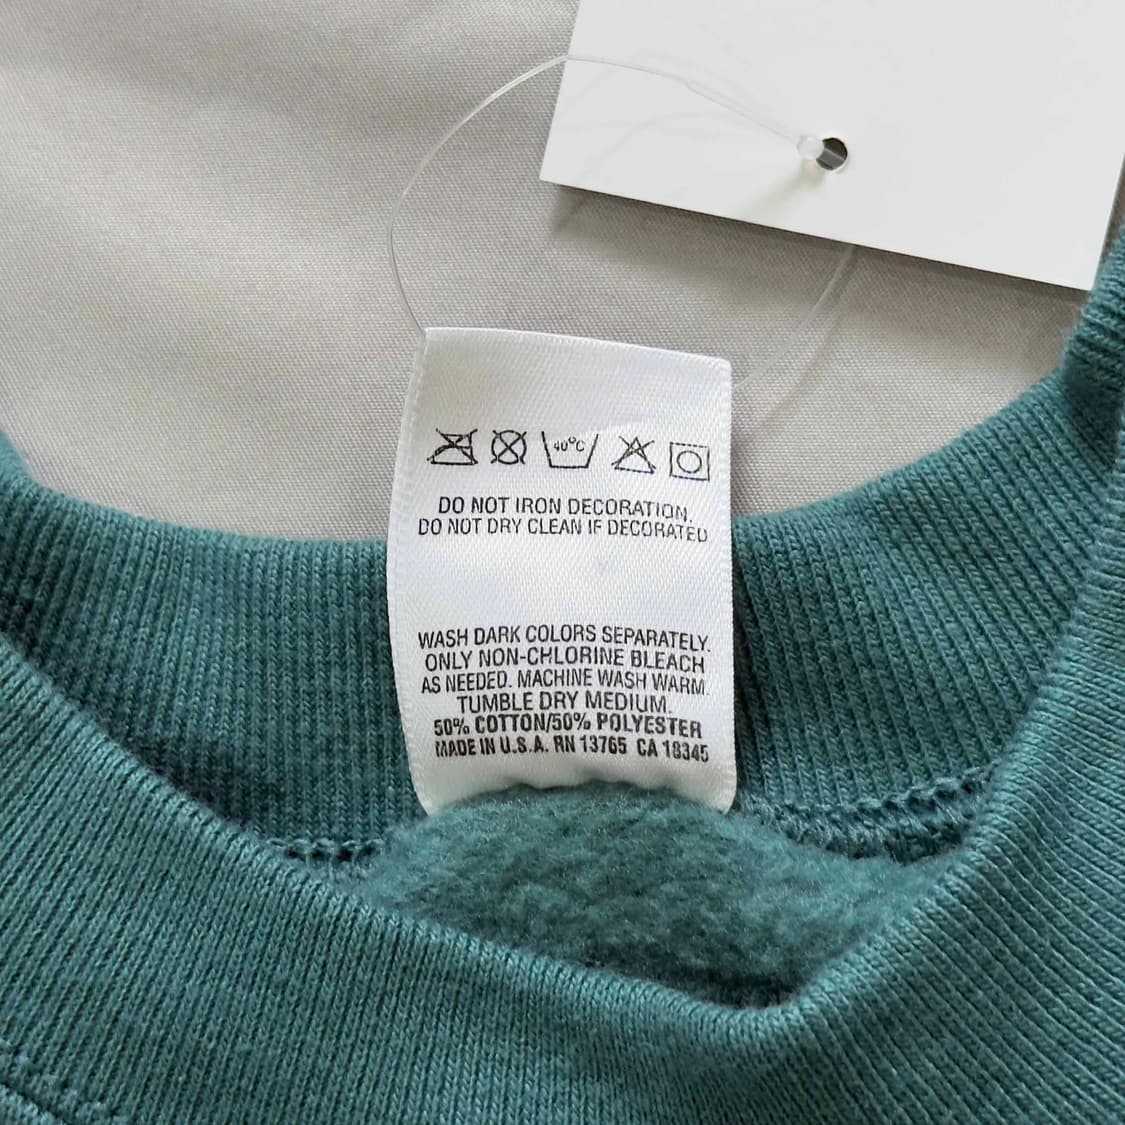 40°C
DO NOT IRON DECORATION.
DO NOT DRY CLEAN IF DECORATED
WASH DARK COLORS SEPARATELY.
ONLY NON-CHLORINE BLEACH
AS NEEDED. MACHINE WASH WARM.
TUMBLE DRY MEDIUM.
50% COTTON/50% POLYESTER
MADE IN U.S.A. RN 13765 CA 18345